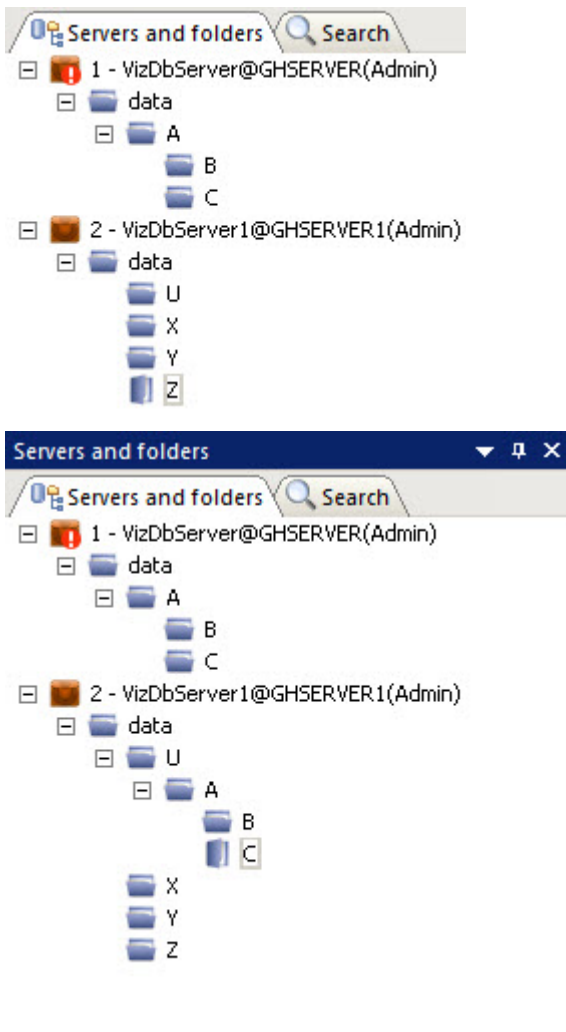 Servers and folders Search
1 - VizDbServer@GHSERVER(Admin)
data
A
B
C
2 - VizDbServer1@GHSERVER1(Admin)
data
U
X
Y
Z
Servers and folders
Servers and folders Search
1 - VizDbServer@GHSERVER(Admin)
data
A
B
C
2 - VizDbServer1@GHSERVER1(Admin)
data
U
A
B
C
X
Y
Z